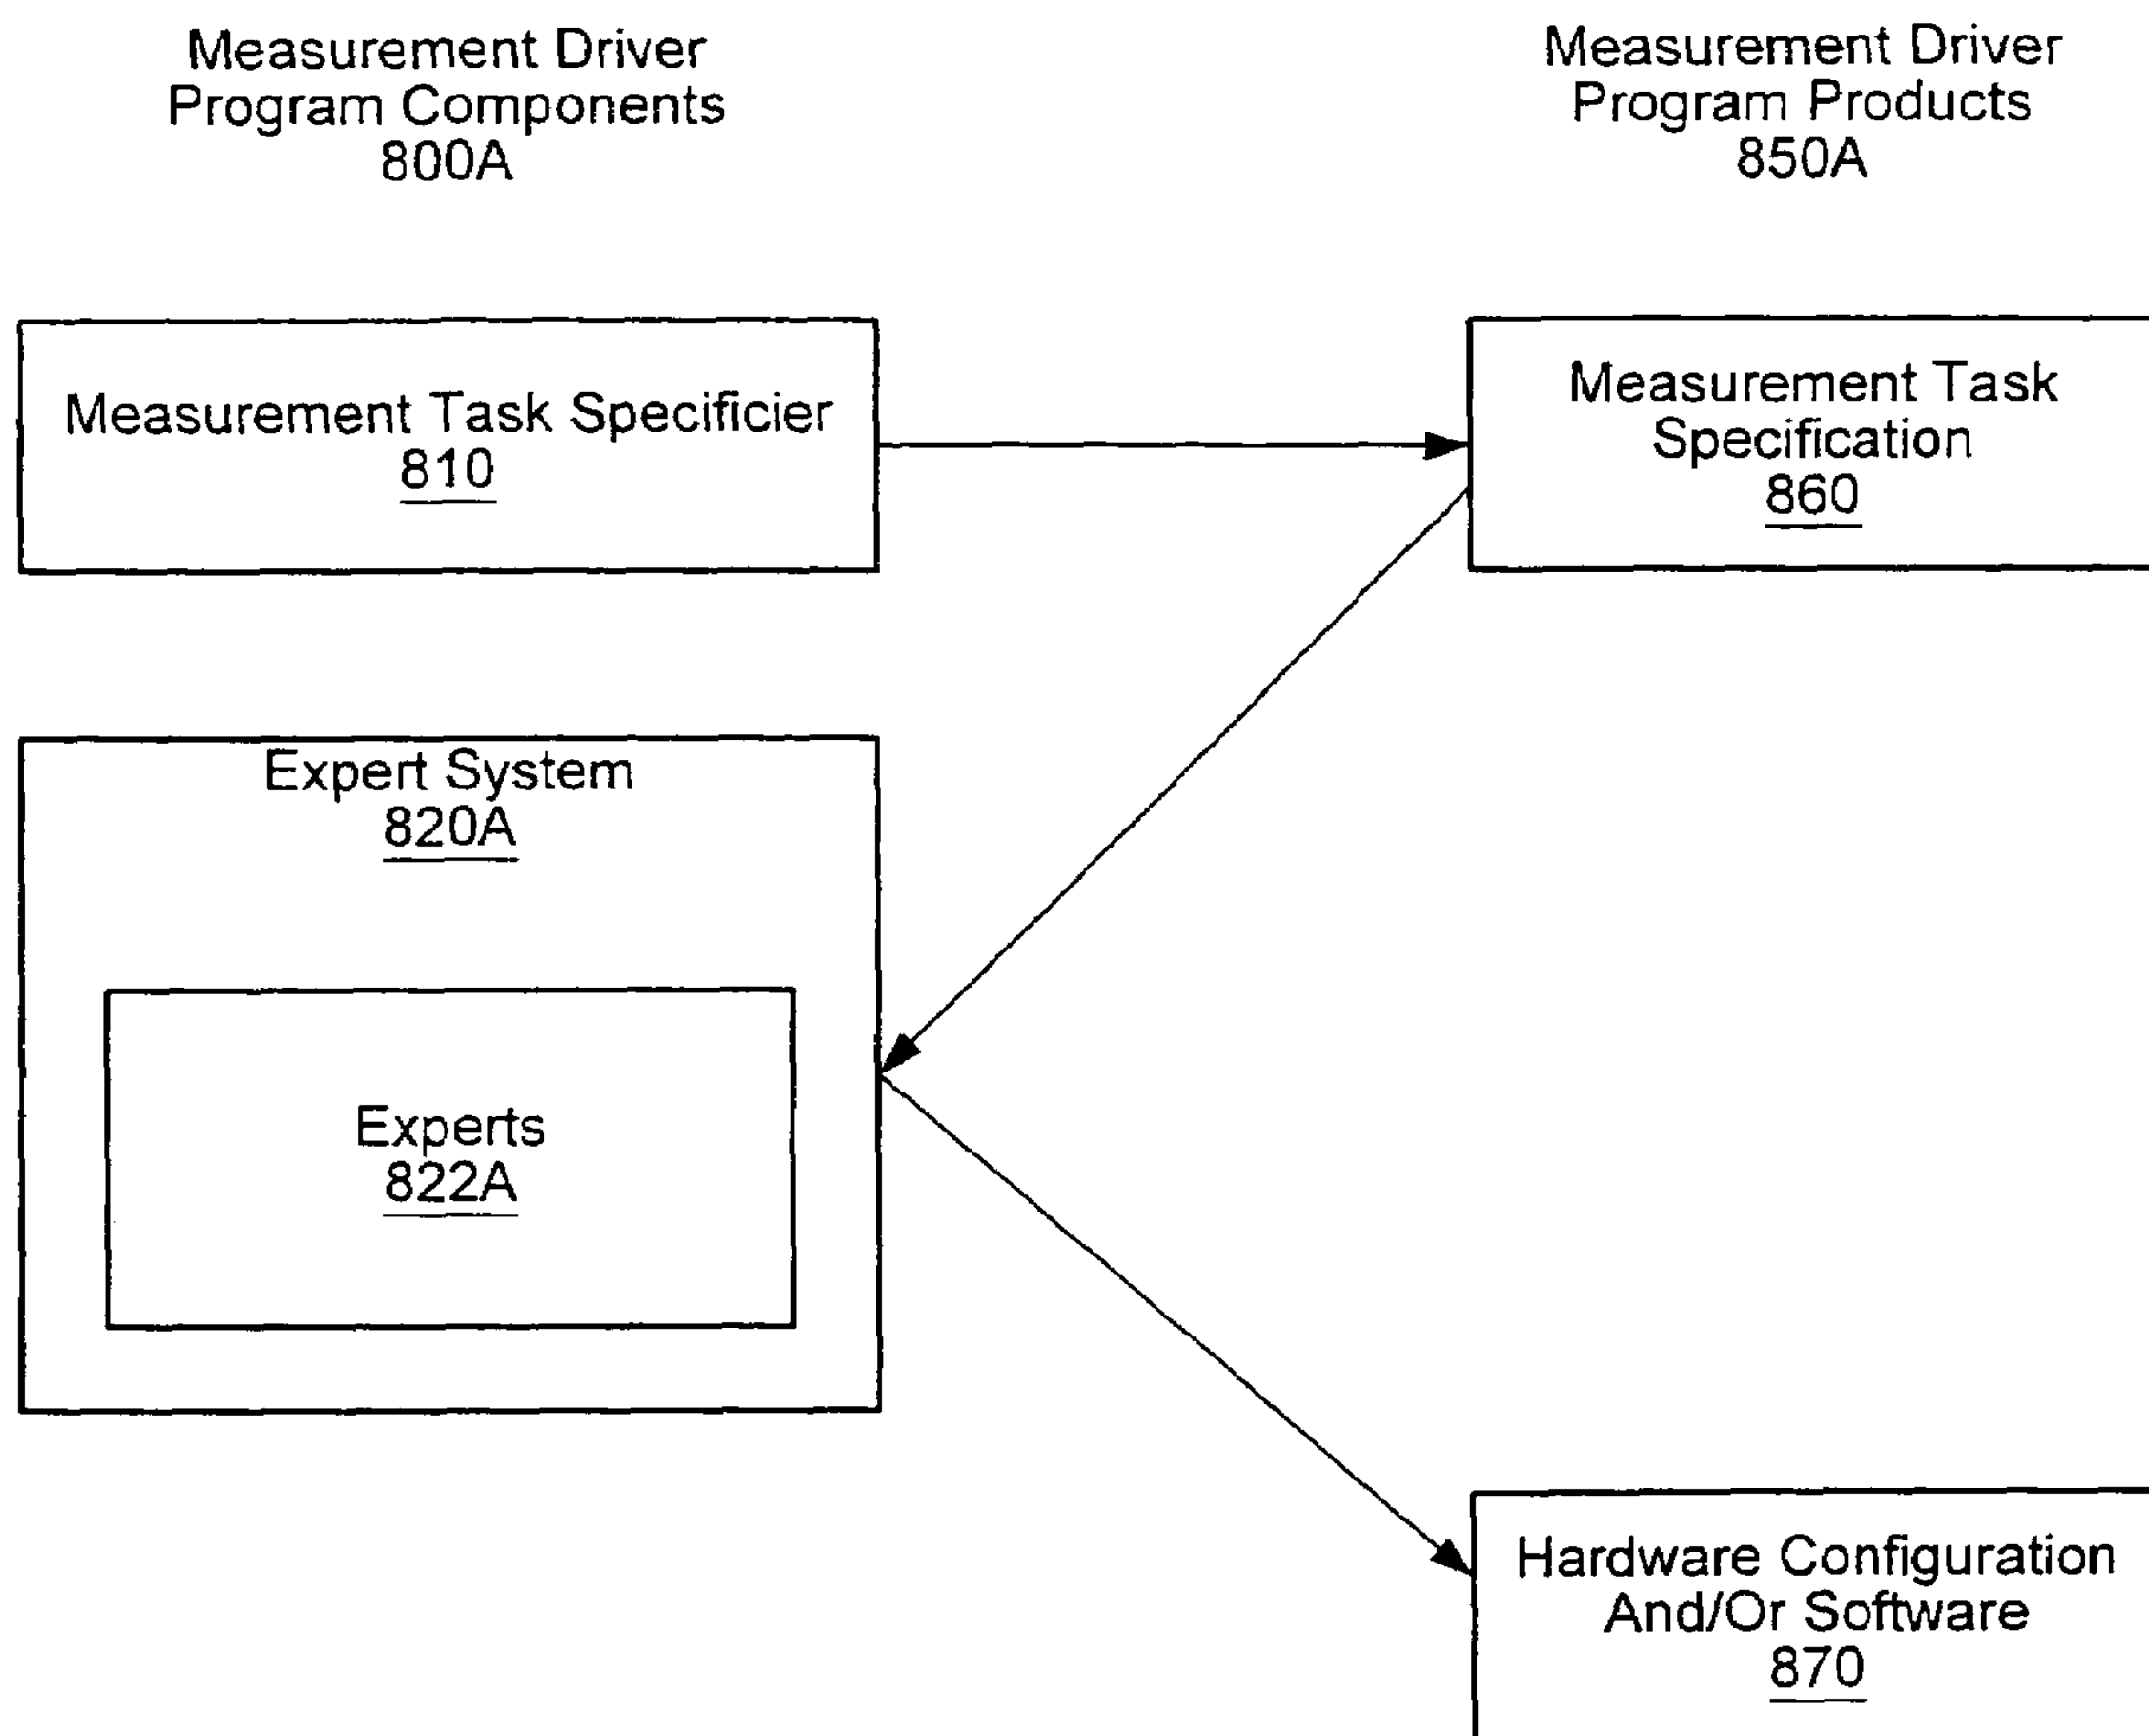 Measurement Driver
Program Components
800A
Measurement Driver
Program Products
850A
Measurement Task Specificier
810
Measurement Task
Specification
860
Expert System
820A
Experts
822A
Hardware Configuration
And/Or Software
870